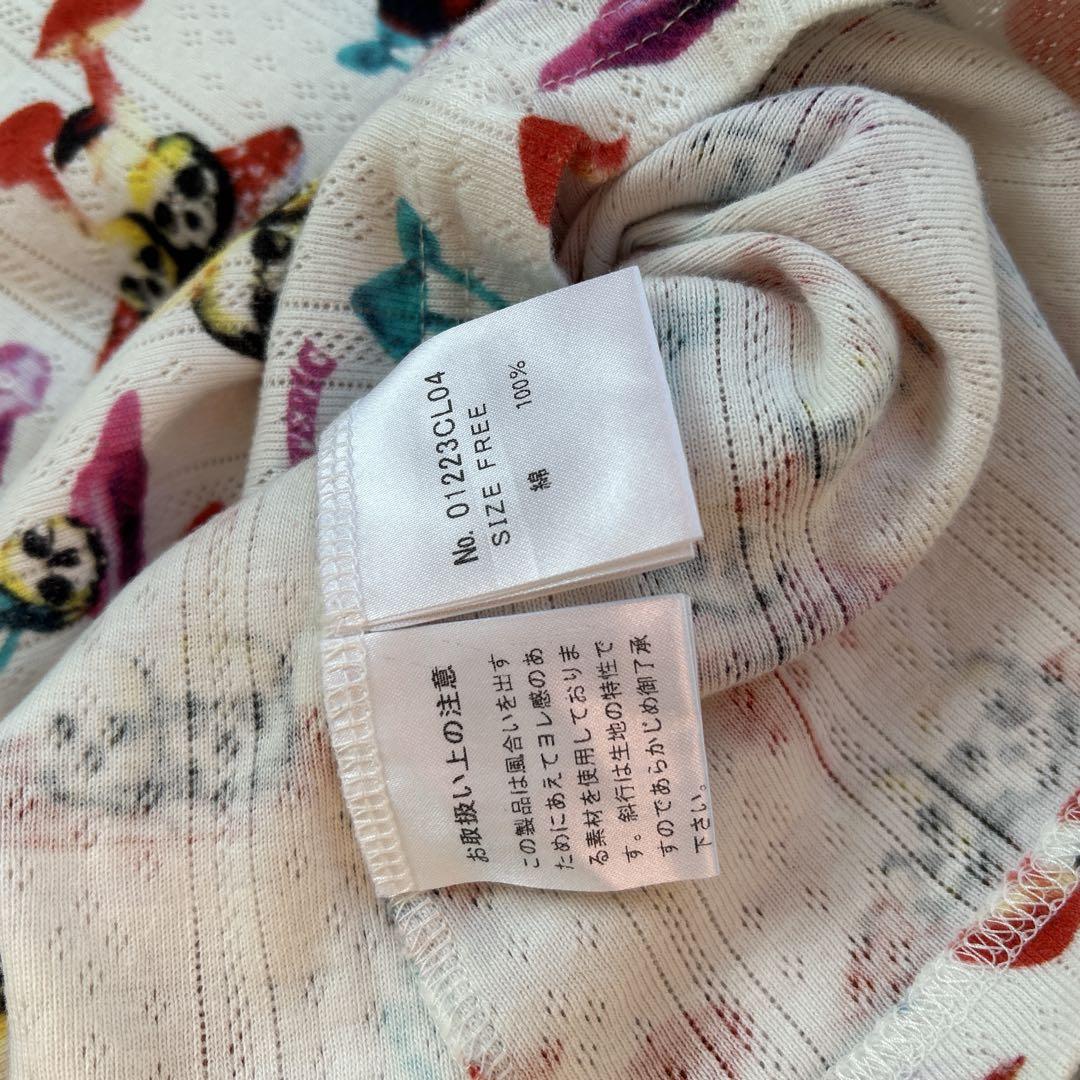 No. 01223CL04
SIZE FREE
綿 100%
お取扱い上の注意
この製品は風合いを出す
ためにあえてヨレ感のあ
る素材を使用しておりま
す。斜行は生地の特性で
すのであらかじめ御了承
下さい。